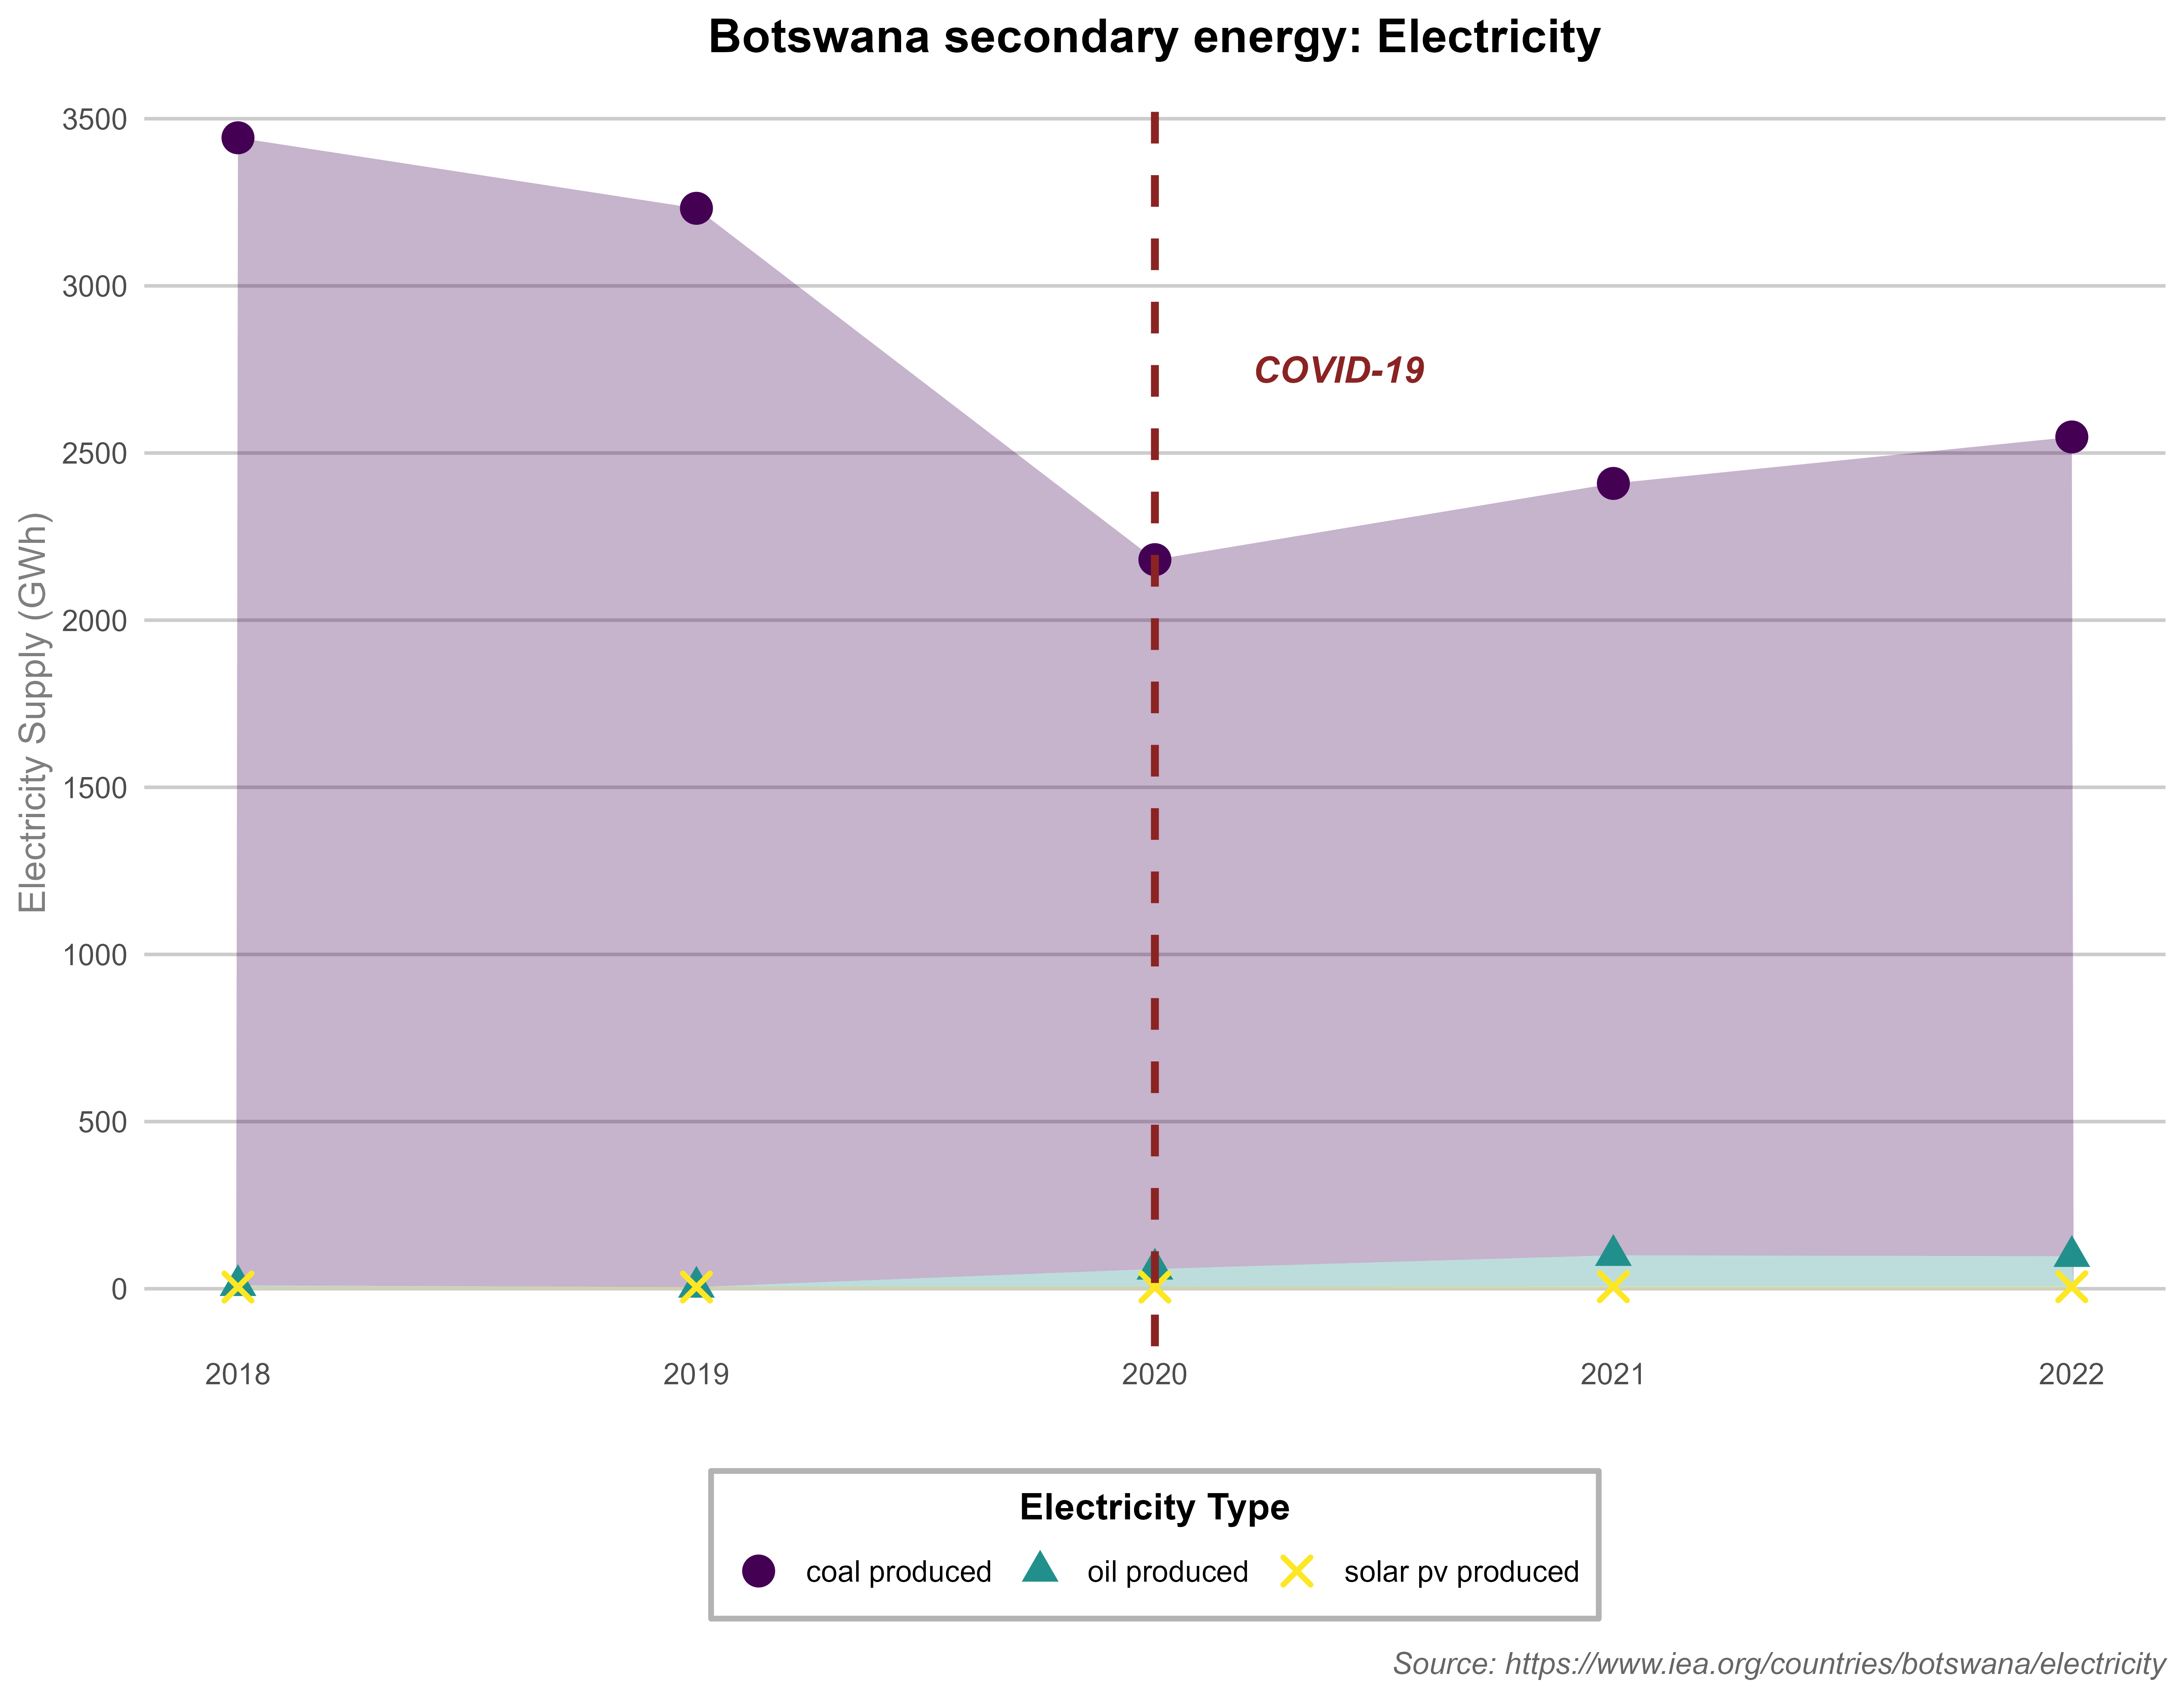 Botswana secondary energy: Electricity
3500
3000
2500
2000
1500
1000
500
0
Electricity Supply (GWh)
COVID-19
2018 2019 2020 2021 2022
Electricity Type
coal produced oil produced solar pv produced
Source: https://www.iea.org/countries/botswana/electricity